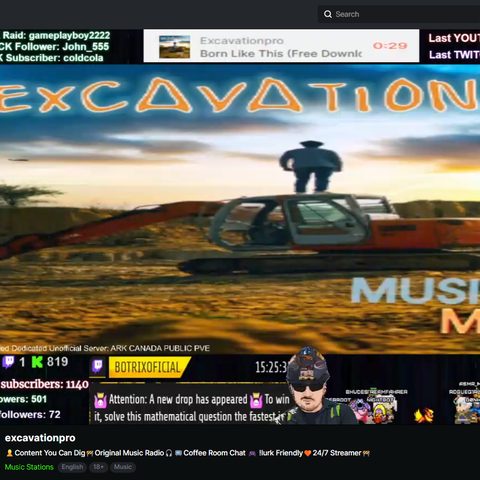 Search
Raid: gameplayboy2222
CK Follower: John_555
K Subscriber: coldcola
Excavationpro
Born Like This (Free Downlo
0:29
Last YOUT
Last TWIT
EXCAVATION
MUSI
M
ed Dedicated Unofficial Server: ARK CANADA PUBLIC PVE
1 K 819
BOTRIXOFICIAL
15:25:3
subscribers: 1140
owers: 501
followers: 72
Attention: A new drop has appeared To win
it, solve this mathematical question the fastest
excavationpro
Content You Can Dig Original Music Radio Coffee Room Chat !lurk Friendly 24/7 Streamer
Music Stations English 18+ Music